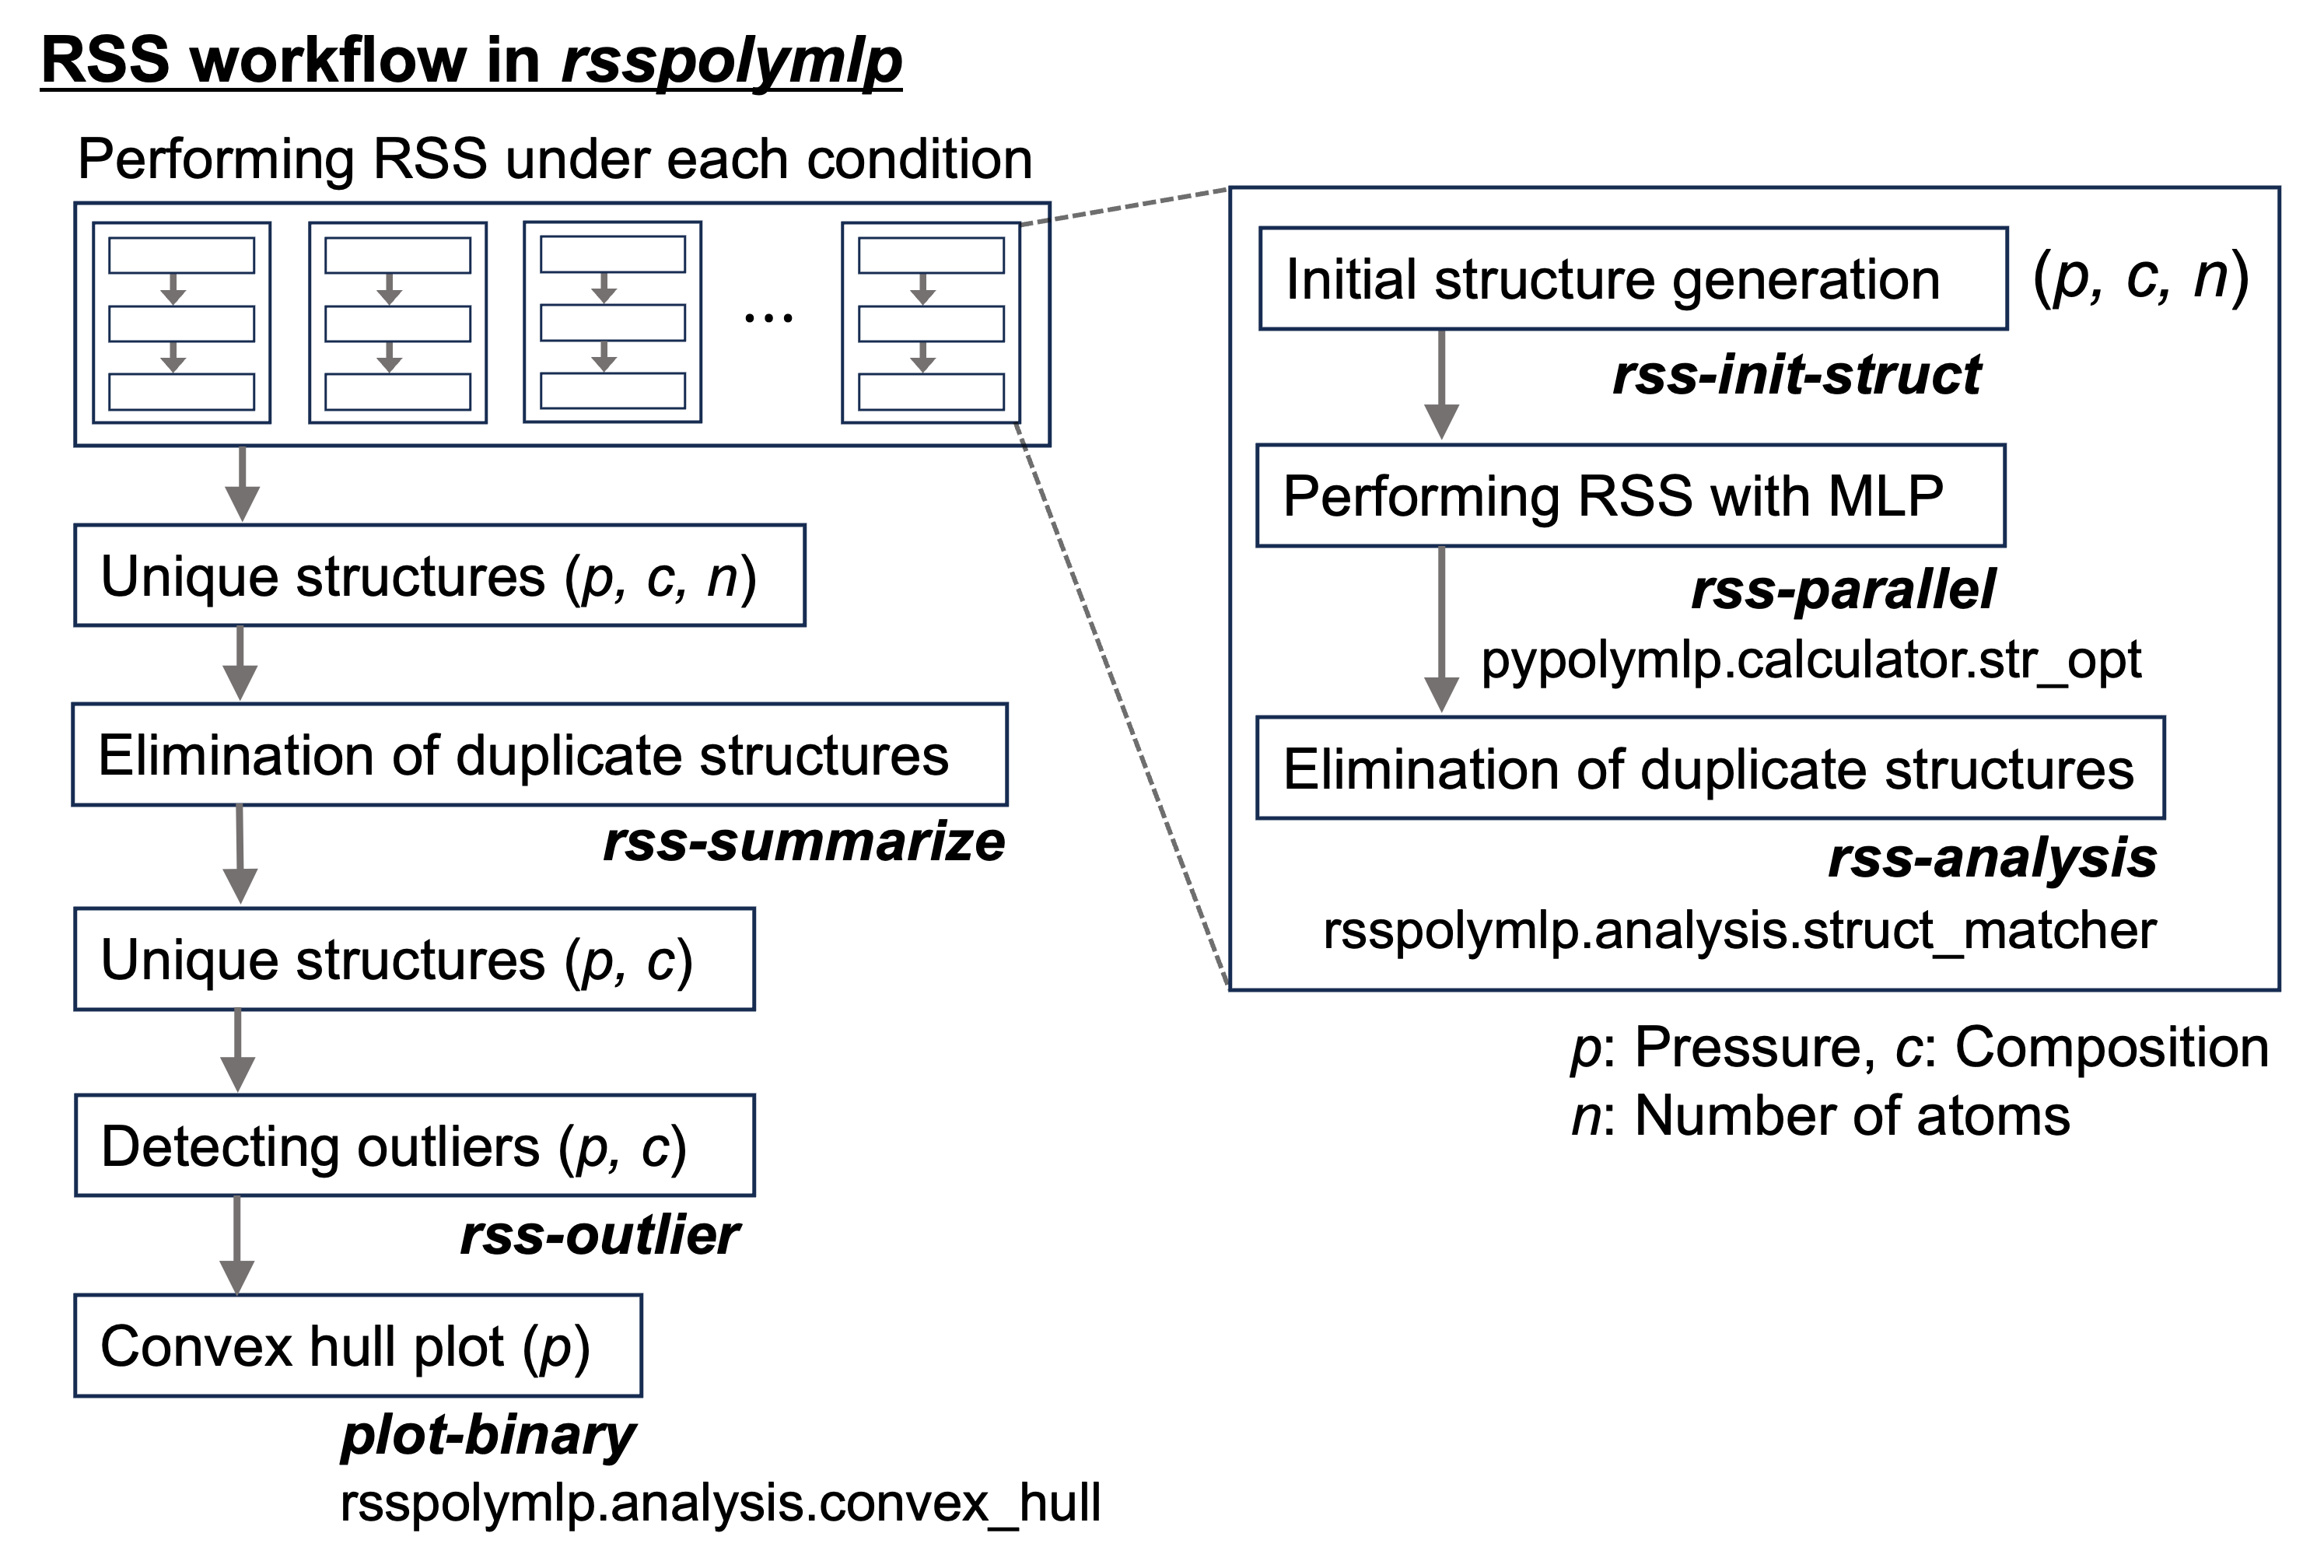 RSS workflow in rsspolymlp
Performing RSS under each condition
...
Unique structures (p, c, n)
Elimination of duplicate structures
rss-summarize
Unique structures (p, c)
Detecting outliers (p, c)
rss-outlier
Convex hull plot (p)
plot-binary
rsspolymlp.analysis.convex_hull
Initial structure generation (p, c, n)
rss-init-struct
Performing RSS with MLP
rss-parallel
pypolymlp.calculator.str_opt
Elimination of duplicate structures
rss-analysis
rsspolymlp.analysis.struct_matcher
p: Pressure, c: Composition
n: Number of atoms